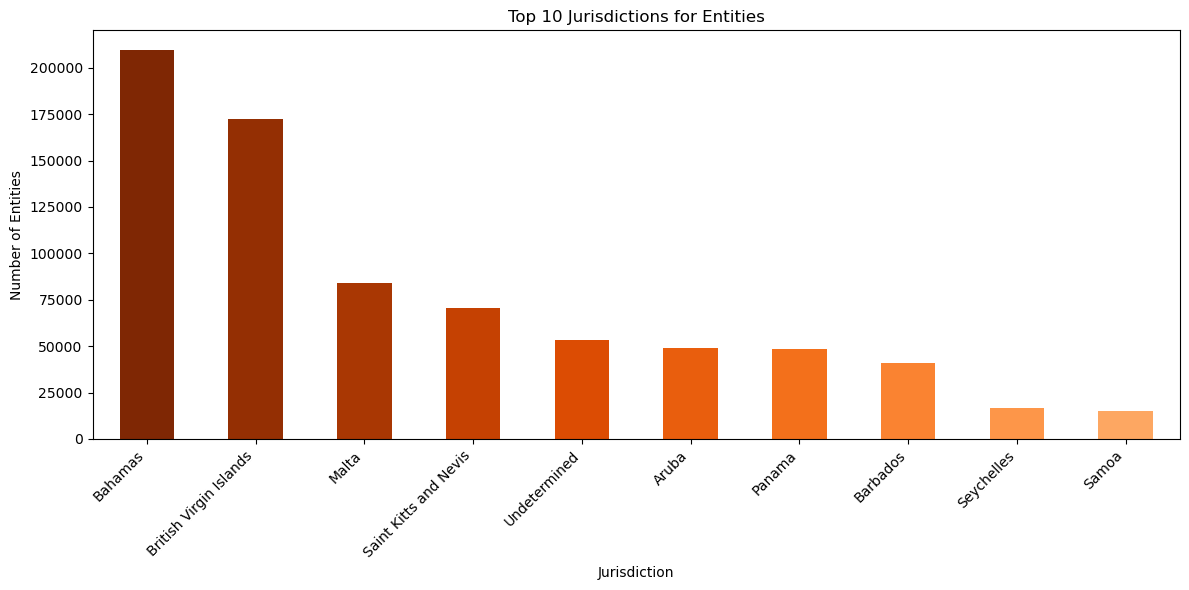 Top 10 Jurisdictions for Entities
Number of Entities
200000
175000
150000
125000
100000
75000
50000
25000
0
Bahamas
British Virgin Islands
Malta
Saint Kitts and Nevis
Undetermined
Aruba
Panama
Barbados
Seychelles
Samoa
Jurisdiction